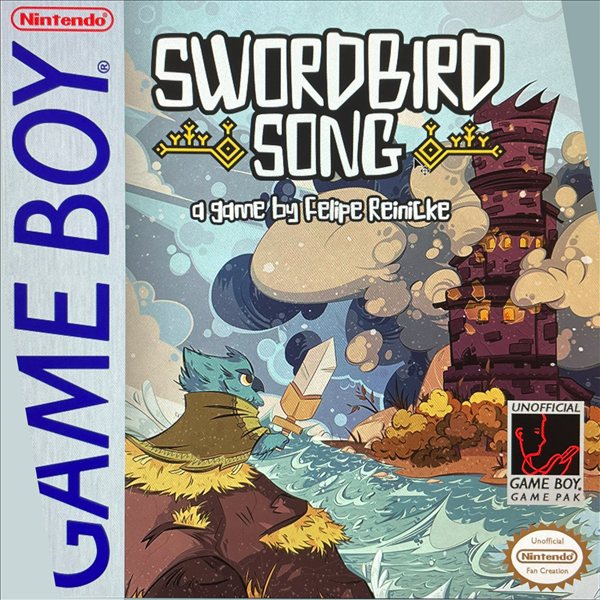 Nintendo®
GAME BOY®
SWORDBIRD
SONG
a game by Felipe Reinicke
UNOFFICIAL
GAME BOY
GAME PAK
Unofficial
Nintendo®
Fan Creation